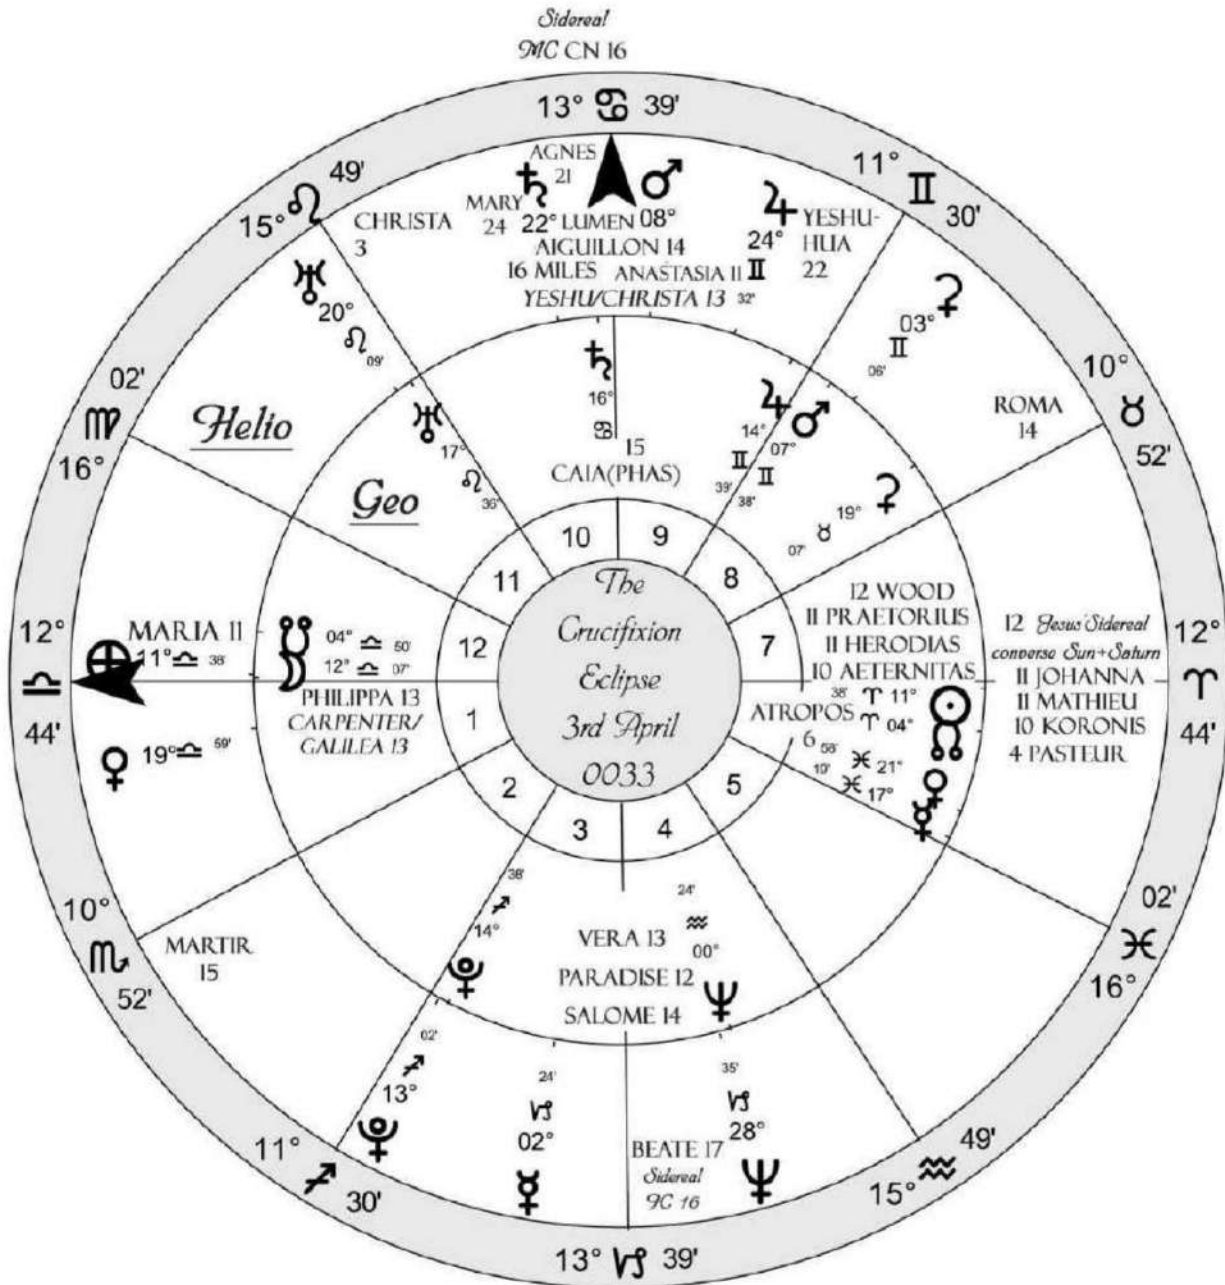 Sidereal
MC CN 16
13° ♋ 39'
AGNES
21
♄
MARY
24
22°
LUMEN
♂
08°
AIGUILLON 14
16 MILES
ANASTASIA 11
♊
YESHU/CHRISTA 13
32'
♃
24°
YESHU-
HUA
22
11° ♊ 30'
49'
15° ♌
CHRISTA
3
♅
20°
♌
09'
⚳
03°
♊
06'
10°
♉
52'
ROMA
14
02'
♍
16°
Helio
Geo
♅
17°
♌
36'
♄
16°
♋
15
CAIA(PHAS)
♃
14°
♊
39'
♂
07°
♊
38'
⚳
19°
♉
07'
10
9
11
8
12
7
1
2
3
4
5
The
Crucifixion
Eclipse
3rd April
0033
12°
♎
44'
MARIA 11
11° ♎ 38'
☋
04° ♎ 50'
☽
12° ♎ 07'
PHILIPPA 13
CARPENTER/
GALILEA 13
♀ 19° ♎ 59'
12 WOOD
11 PRAETORIUS
11 HERODIAS
10 AETERNITAS
38' ♈ 11° ☉
ATROPOS
6
♈ 04° ☊
58' ♓ 21° ♀
19' ♓ 17° ☿
12 Jesus' Sidereal
converse Sun+Saturn
11 JOHANNA
11 MATHIEU
10 KORONIS
4 PASTEUR
12°
♈
44'
10°
♏
52'
MARTIR
15
38'
♐
14°
♇
VERA 13
PARADISE 12
SALOME 14
24'
♒
00°
♆
02'
♓
16°
02'
♐
13°
♇
24'
♑
02°
☿
35'
♑
28°
♆
BEATE 17
Sidereal
IC 16
11°
♐
30'
49'
♒
15°
13° ♑ 39'